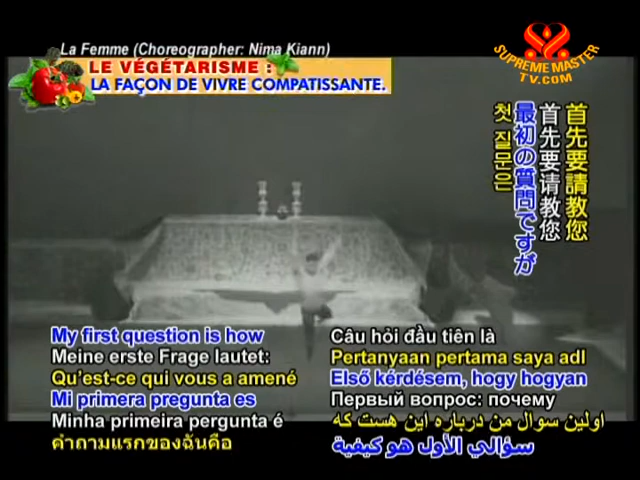 La Femme (Choreographer: Nima Kiann)
LE VÉGÉTARISME :
LA FAÇON DE VIVRE COMPATISSANTE.
SUPREME MASTER
TV.COM
首先要請教您
首先要请教您
最初の質問ですが
첫 질문은
My first question is how
Meine erste Frage lautet:
Qu'est-ce qui vous a amené
Mi primera pregunta es
Minha primeira pergunta é
คำถามแรกของฉันคือ
Câu hỏi đầu tiên là
Pertanyaan pertama saya adl
Első kérdésem, hogy hogyan
Первый вопрос: почему
اولین سوال من درباره این هست که
سؤالي الأول هو كيفية